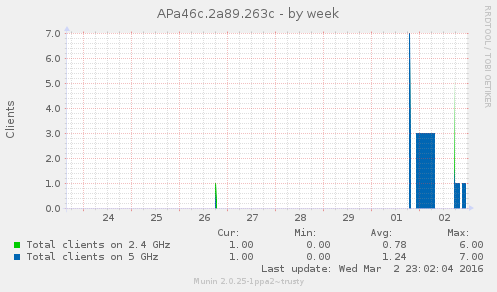 APa46c.2a89.263c - by week
RRDTOOL / TOBI OETIKER
Clients
7.0
6.0
5.0
4.0
3.0
2.0
1.0
0.0
24 25 26 27 28 29 01 02
Cur: Min: Avg: Max:
Total clients on 2.4 GHz 1.00 0.00 0.78 6.00
Total clients on 5 GHz 1.00 0.00 1.24 7.00
Last update: Wed Mar 2 23:02:04 2016
Munin 2.0.25-1ppa2~trusty